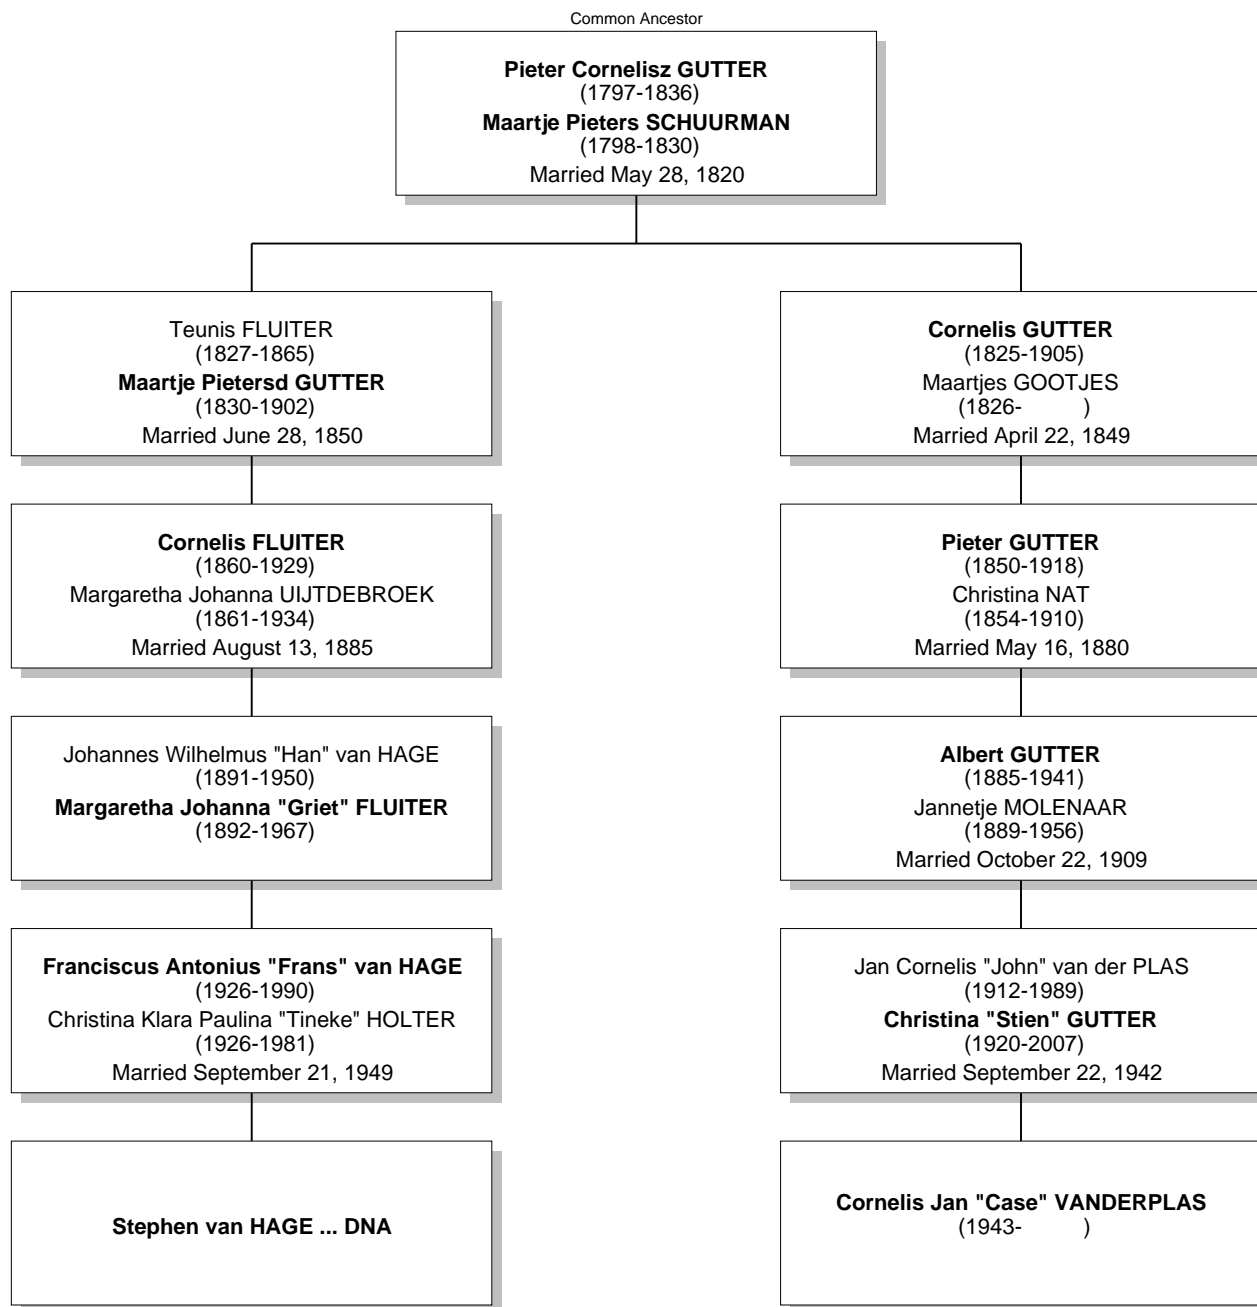 Common Ancestor
Pieter Cornelisz GUTTER
(1797-1836)
Maartje Pieters SCHUURMAN
(1798-1830)
Married May 28, 1820
Teunis FLUITER
(1827-1865)
Maartje Pietersd GUTTER
(1830-1902)
Married June 28, 1850
Cornelis GUTTER
(1825-1905)
Maartjes GOOTJES
(1826- )
Married April 22, 1849
Cornelis FLUITER
(1860-1929)
Margaretha Johanna UIJTDEBROEK
(1861-1934)
Married August 13, 1885
Pieter GUTTER
(1850-1918)
Christina NAT
(1854-1910)
Married May 16, 1880
Johannes Wilhelmus "Han" van HAGE
(1891-1950)
Margaretha Johanna "Griet" FLUITER
(1892-1967)
Albert GUTTER
(1885-1941)
Jannetje MOLENAAR
(1889-1956)
Married October 22, 1909
Franciscus Antonius "Frans" van HAGE
(1926-1990)
Christina Klara Paulina "Tineke" HOLTER
(1926-1981)
Married September 21, 1949
Jan Cornelis "John" van der PLAS
(1912-1989)
Christina "Stien" GUTTER
(1920-2007)
Married September 22, 1942
Stephen van HAGE ... DNA
Cornelis Jan "Case" VANDERPLAS
(1943- )